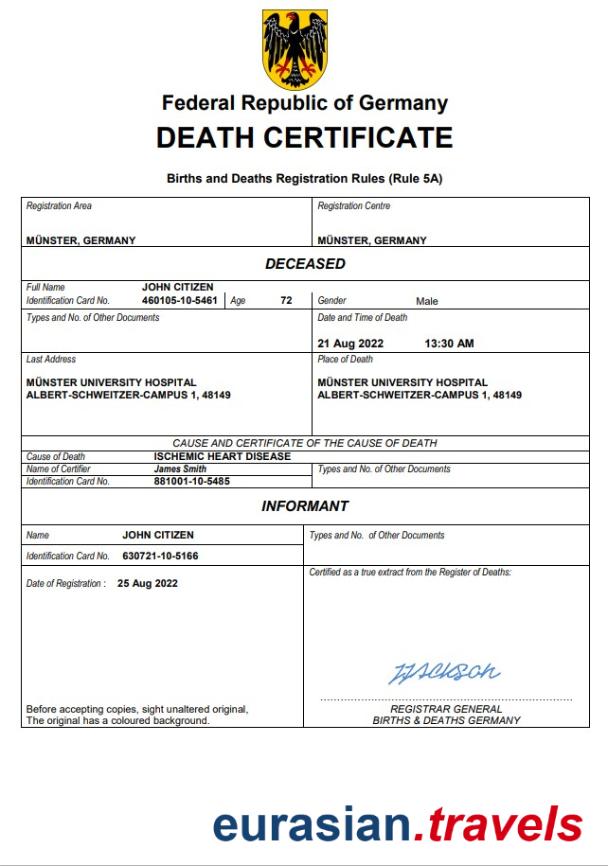 Federal Republic of Germany
DEATH CERTIFICATE
Births and Deaths Registration Rules (Rule 5A)
Registration Area
MÜNSTER, GERMANY
Registration Centre
MÜNSTER, GERMANY
DECEASED
Full Name JOHN CITIZEN
Identification Card No. 460105-10-5461 Age 72 Gender Male
Types and No. of Other Documents
Date and Time of Death
21 Aug 2022 13:30 AM
Last Address
MÜNSTER UNIVERSITY HOSPITAL
ALBERT-SCHWEITZER-CAMPUS 1, 48149
Place of Death
MÜNSTER UNIVERSITY HOSPITAL
ALBERT-SCHWEITZER-CAMPUS 1, 48149
CAUSE AND CERTIFICATE OF THE CAUSE OF DEATH
Cause of Death ISCHEMIC HEART DISEASE
Name of Certifier James Smith
Identification Card No. 881001-10-5485
Types and No. of Other Documents
INFORMANT
Name JOHN CITIZEN
Identification Card No. 630721-10-5166
Types and No. of Other Documents
Date of Registration : 25 Aug 2022
Before accepting copies, sight unaltered original,
The original has a coloured background.
Certified as a true extract from the Register of Deaths:
REGISTRAR GENERAL
BIRTHS & DEATHS GERMANY
eurasian.travels